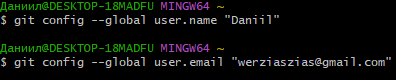 Даниил@DESKTOP-18MADFU MINGW64 ~
$ git config --global user.name "Daniil"
Даниил@DESKTOP-18MADFU MINGW64 ~
$ git config --global user.email "werziaszias@gmail.com"